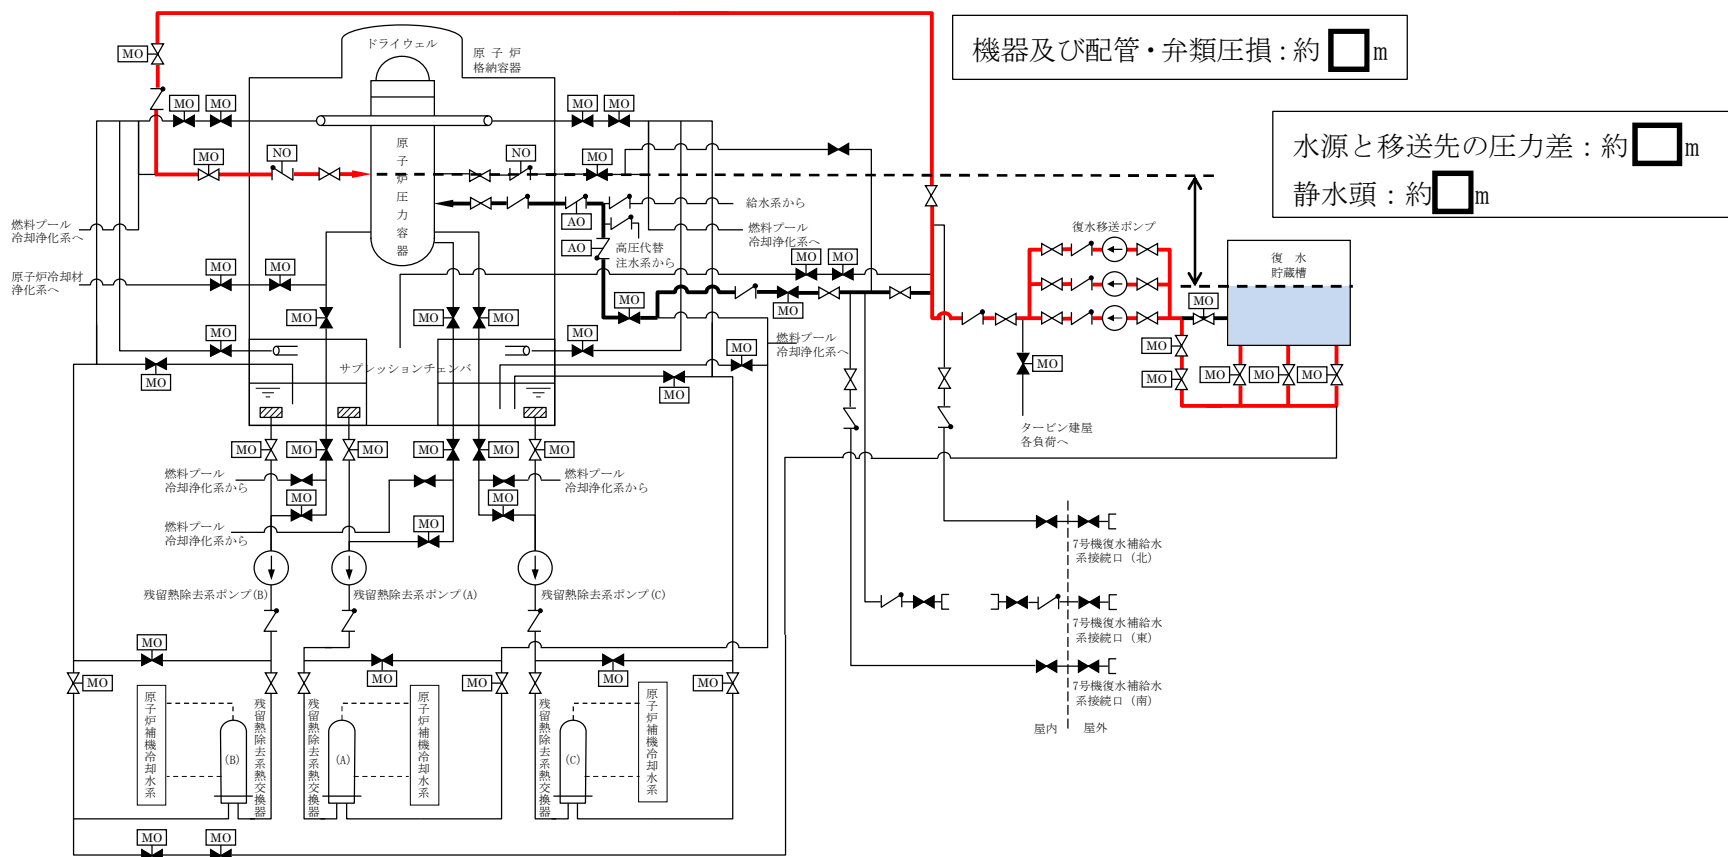 機器及び配管・弁類圧損：約 m
水源と移送先の圧力差：約 m
静水頭：約 m
ドライウェル
原子炉
格納容器
MO
MO
MO
MO
MO
MO
NO
NO
MO
原子炉圧力容器
給水系から
燃料プール
冷却浄化系へ
AO
AO
高圧代替
注水系から
燃料プール
冷却浄化系へ
復水移送ポンプ
復水
貯蔵槽
原子炉冷却材
浄化系へ
MO
MO
MO
MO
MO
MO
MO
MO
MO
MO
MO
MO
MO
燃料プール
冷却浄化系へ
MO
MO
MO
MO
サプレッションチェンバ
MO
MO
MO
MO
MO
MO
タービン建屋
各負荷へ
MO
MO
MO
MO
MO
MO
燃料プール
冷却浄化系から
MO
MO
燃料プール
冷却浄化系から
燃料プール
冷却浄化系から
MO
残留熱除去系ポンプ(B)
残留熱除去系ポンプ(A)
残留熱除去系ポンプ(C)
7号機復水補給水
系接続口（北）
7号機復水補給水
系接続口（東）
7号機復水補給水
系接続口（南）
屋内
屋外
MO
MO
MO
MO
MO
MO
原子炉補機冷却水系
(B)
残留熱除去系熱交換器
残留熱除去系熱交換器
(A)
原子炉補機冷却水系
残留熱除去系熱交換器
(C)
原子炉補機冷却水系
MO
MO